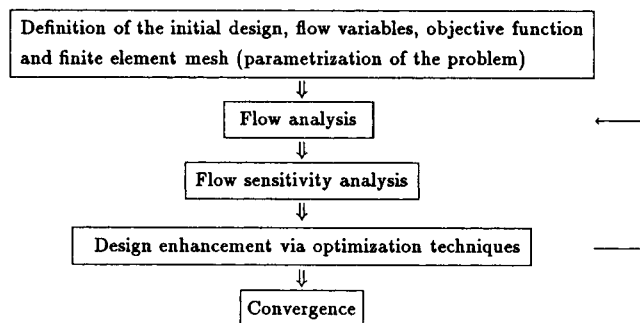 Definition of the initial design, flow variables, objective function
and finite element mesh (parametrization of the problem)
Flow analysis
Flow sensitivity analysis
Design enhancement via optimization techniques
Convergence